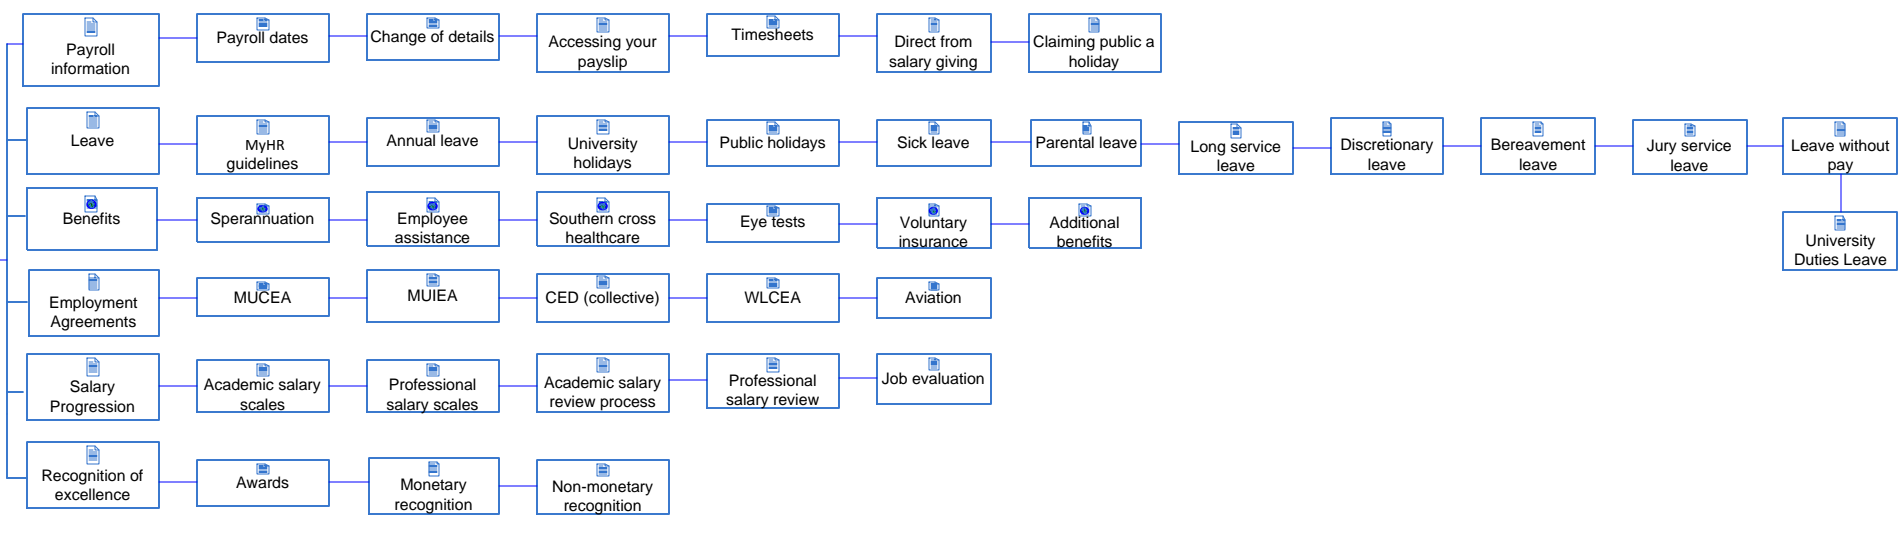 Payroll
information
Payroll dates
Change of details
Accessing your
payslip
Timesheets
Direct from
salary giving
Claiming public a
holiday
Leave
MyHR
guidelines
Annual leave
University
holidays
Public holidays
Sick leave
Parental leave
Long service
leave
Discretionary
leave
Bereavement
leave
Jury service
leave
Leave without
pay
University
Duties Leave
Benefits
Sperannuation
Employee
assistance
Southern cross
healthcare
Eye tests
Voluntary
insurance
Additional
benefits
Employment
Agreements
MUCEA
MUIEA
CED (collective)
WLCEA
Aviation
Salary
Progression
Academic salary
scales
Professional
salary scales
Academic salary
review process
Professional
salary review
Job evaluation
Recognition of
excellence
Awards
Monetary
recognition
Non-monetary
recognition